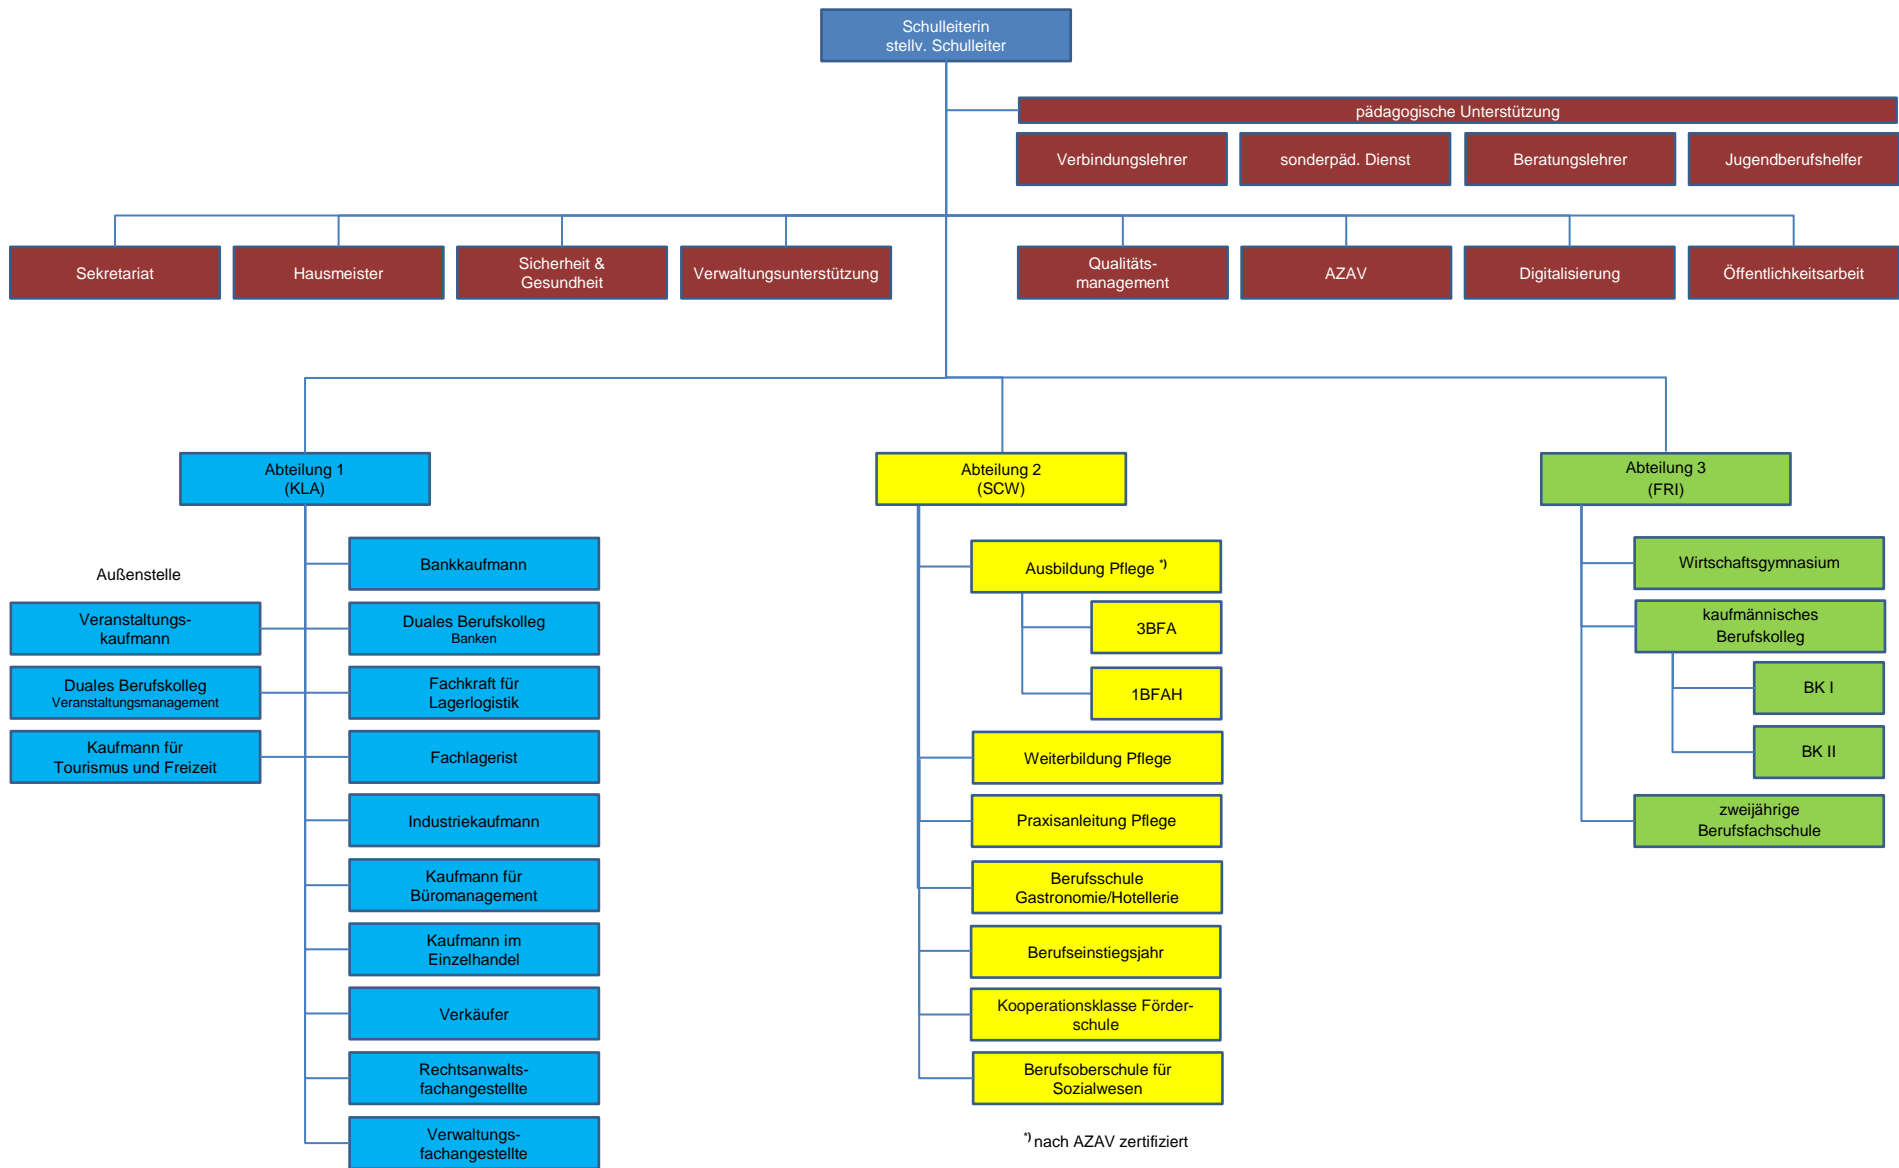 Schulleiterin
stellv. Schulleiter
pädagogische Unterstützung
Verbindungslehrer
sonderpäd. Dienst
Beratungslehrer
Jugendberufshelfer
Sekretariat
Hausmeister
Sicherheit &
Gesundheit
Verwaltungsunterstützung
Qualitäts-
management
AZAV
Digitalisierung
Öffentlichkeitsarbeit
Abteilung 1
(KLA)
Außenstelle
Veranstaltungs-
kaufmann
Duales Berufskolleg
Veranstaltungsmanagement
Kaufmann für
Tourismus und Freizeit
Bankkaufmann
Duales Berufskolleg
Banken
Fachkraft für
Lagerlogistik
Fachlagerist
Industriekaufmann
Kaufmann für
Büromanagement
Kaufmann im
Einzelhandel
Verkäufer
Rechtsanwalts-
fachangestellte
Verwaltungs-
fachangestellte
Abteilung 2
(SCW)
Ausbildung Pflege *)
3BFA
1BFAH
Weiterbildung Pflege
Praxisanleitung Pflege
Berufsschule
Gastronomie/Hotellerie
Berufseinstiegsjahr
Kooperationsklasse Förder-
schule
Berufsoberschule für
Sozialwesen
*) nach AZAV zertifiziert
Abteilung 3
(FRI)
Wirtschaftsgymnasium
kaufmännisches
Berufskolleg
BK I
BK II
zweijährige
Berufsfachschule